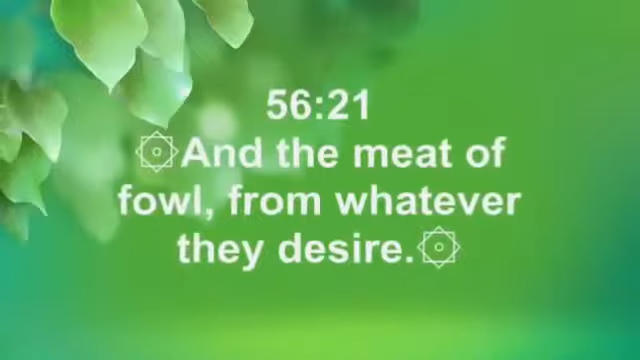 56:21
۞And the meat of
fowl, from whatever
they desire.۞